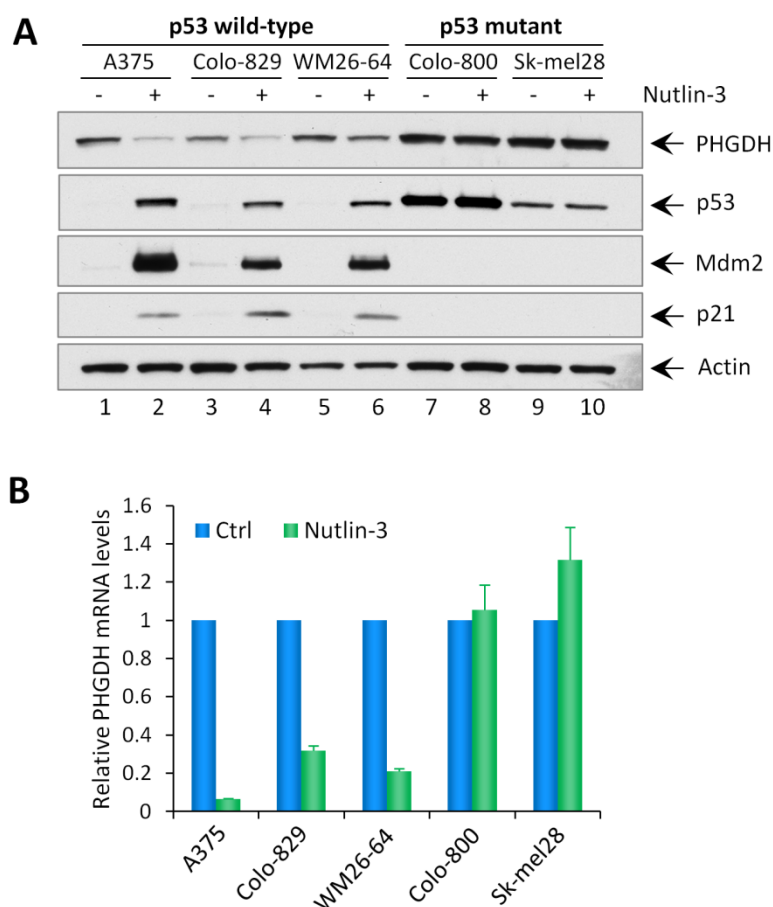 A
p53 wild-type p53 mutant
A375 Colo-829 WM26-64 Colo-800 Sk-mel28
- + - + - + - + - + Nutlin-3
PHGDH
p53
Mdm2
p21
Actin
1 2 3 4 5 6 7 8 9 10
B
Relative PHGDH mRNA levels
Ctrl Nutlin-3
1.6
1.4
1.2
1
0.8
0.6
0.4
0.2
0
A375 Colo-829 WM26-64 Colo-800 Sk-mel28